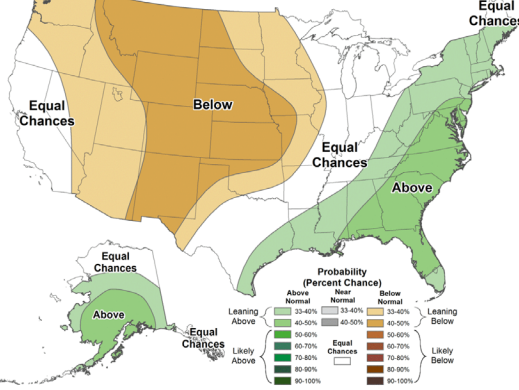 Equal
Chances
Equal
Chances
Below
Equal
Chances
Above
Equal
Chances
Above
Equal
Chances
Probability
(Percent Chance)
Above
Normal
Near
Normal
Below
Normal
Leaning
Above
33-40%
40-50%
33-40%
40-50%
33-40%
40-50%
Leaning
Below
Likely
Above
50-60%
60-70%
70-80%
80-90%
90-100%
Equal
Chances
50-60%
60-70%
70-80%
80-90%
90-100%
Likely
Below